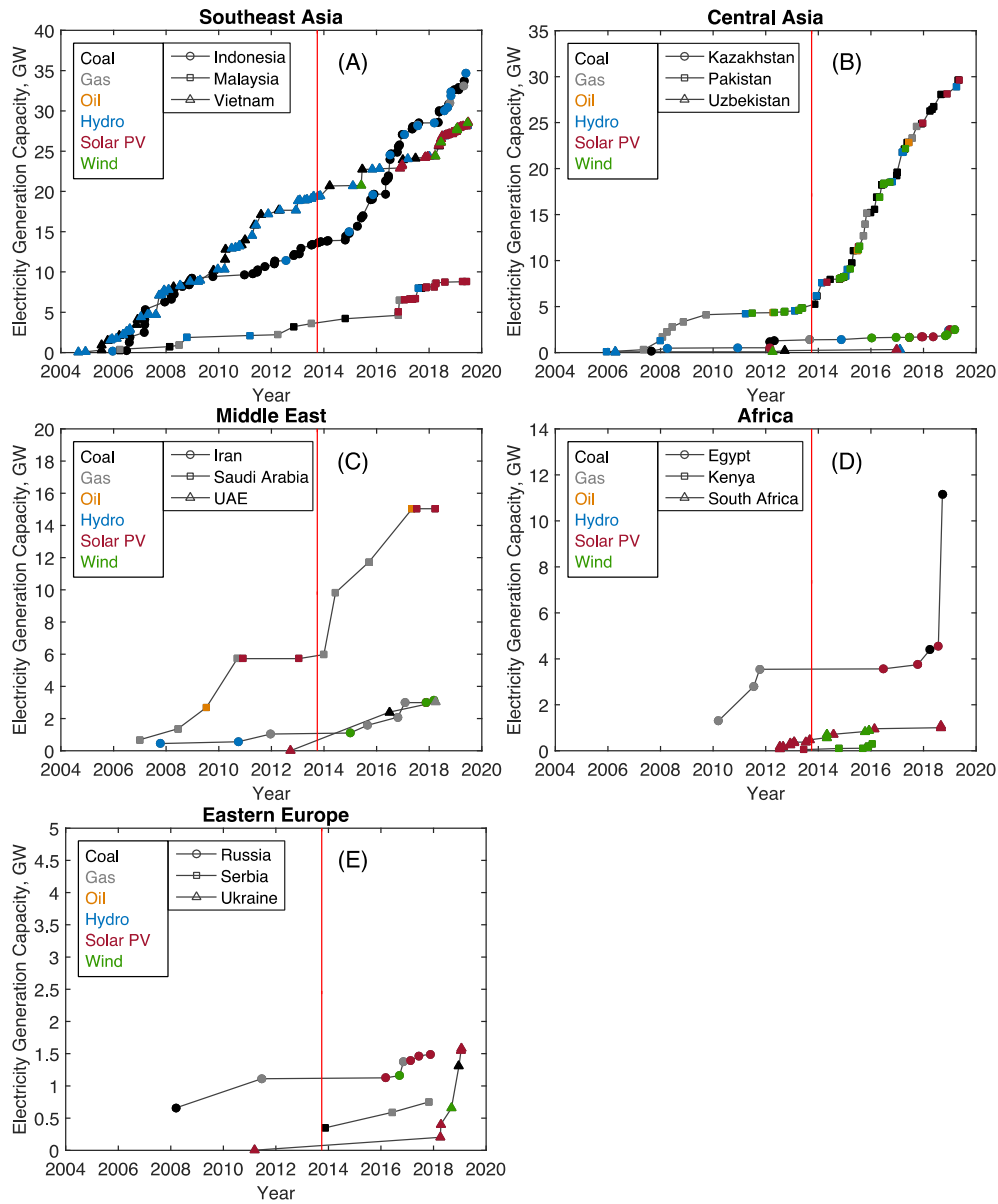 Southeast Asia
(A)
Coal
Gas
Oil
Hydro
Solar PV
Wind
Indonesia
Malaysia
Vietnam
Electricity Generation Capacity, GW
40
35
30
25
20
15
10
5
0
2004 2006 2008 2010 2012 2014 2016 2018 2020
Year
Central Asia
(B)
Coal
Gas
Oil
Hydro
Solar PV
Wind
Kazakhstan
Pakistan
Uzbekistan
Electricity Generation Capacity, GW
35
30
25
20
15
10
5
0
2004 2006 2008 2010 2012 2014 2016 2018 2020
Year
Middle East
(C)
Coal
Gas
Oil
Hydro
Solar PV
Wind
Iran
Saudi Arabia
UAE
Electricity Generation Capacity, GW
20
18
16
14
12
10
8
6
4
2
0
2004 2006 2008 2010 2012 2014 2016 2018 2020
Year
Africa
(D)
Coal
Gas
Oil
Hydro
Solar PV
Wind
Egypt
Kenya
South Africa
Electricity Generation Capacity, GW
14
12
10
8
6
4
2
0
2004 2006 2008 2010 2012 2014 2016 2018 2020
Year
Eastern Europe
(E)
Coal
Gas
Oil
Hydro
Solar PV
Wind
Russia
Serbia
Ukraine
Electricity Generation Capacity, GW
5
4.5
4
3.5
3
2.5
2
1.5
1
0.5
0
2004 2006 2008 2010 2012 2014 2016 2018 2020
Year